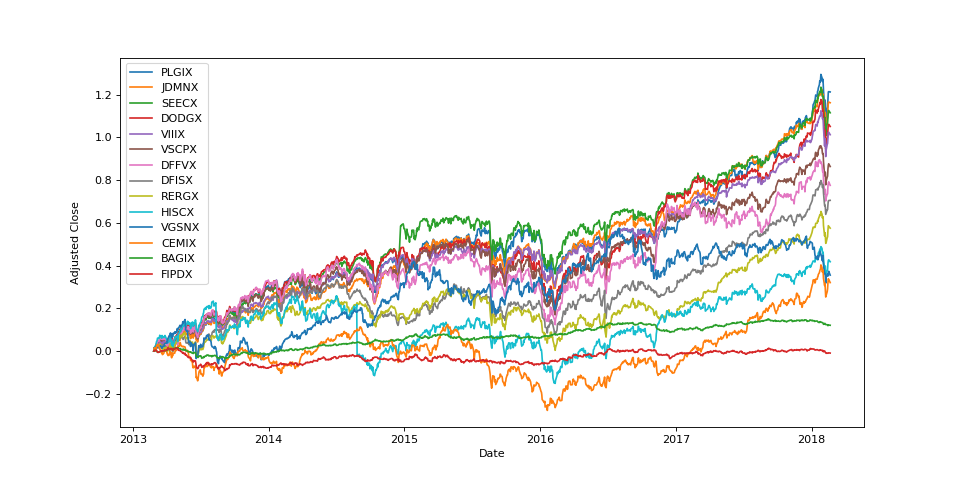 PLGIX
JDMNX
SEECX
DODGX
VIIIX
VSCPX
DFFVX
DFISX
RERGX
HISCX
VGSNX
CEMIX
BAGIX
FIPDX
Adjusted Close
1.2
1.0
0.8
0.6
0.4
0.2
0.0
−0.2
2013 2014 2015 2016 2017 2018
Date